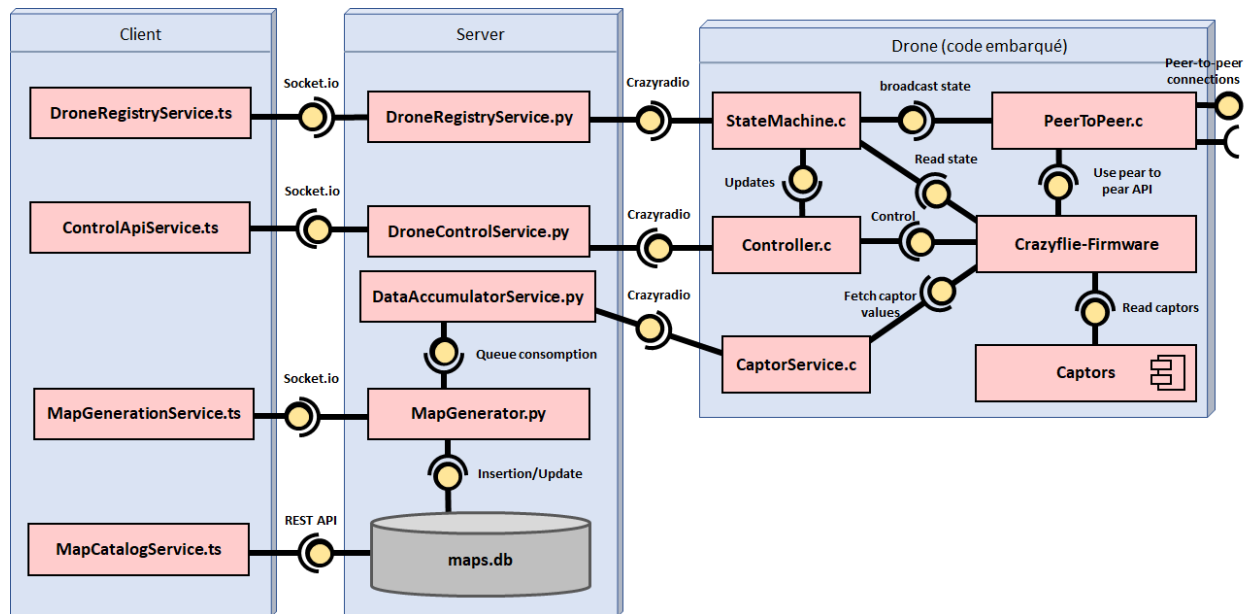 Client
Server
Drone (code embarqué)
Socket.io
Crazyradio
broadcast state
Peer-to-peer
connections
DroneRegistryService.ts
DroneRegistryService.py
StateMachine.c
PeerToPeer.c
Read state
Updates
Use pear to
pear API
Socket.io
Crazyradio
Control
ControlApiService.ts
DroneControlService.py
Controller.c
Crazyflie-Firmware
DataAccumulatorService.py
Crazyradio
Fetch captor
values
Read captors
Queue consomption
CaptorService.c
Captors
Socket.io
MapGenerationService.ts
MapGenerator.py
Insertion/Update
REST API
MapCatalogService.ts
maps.db